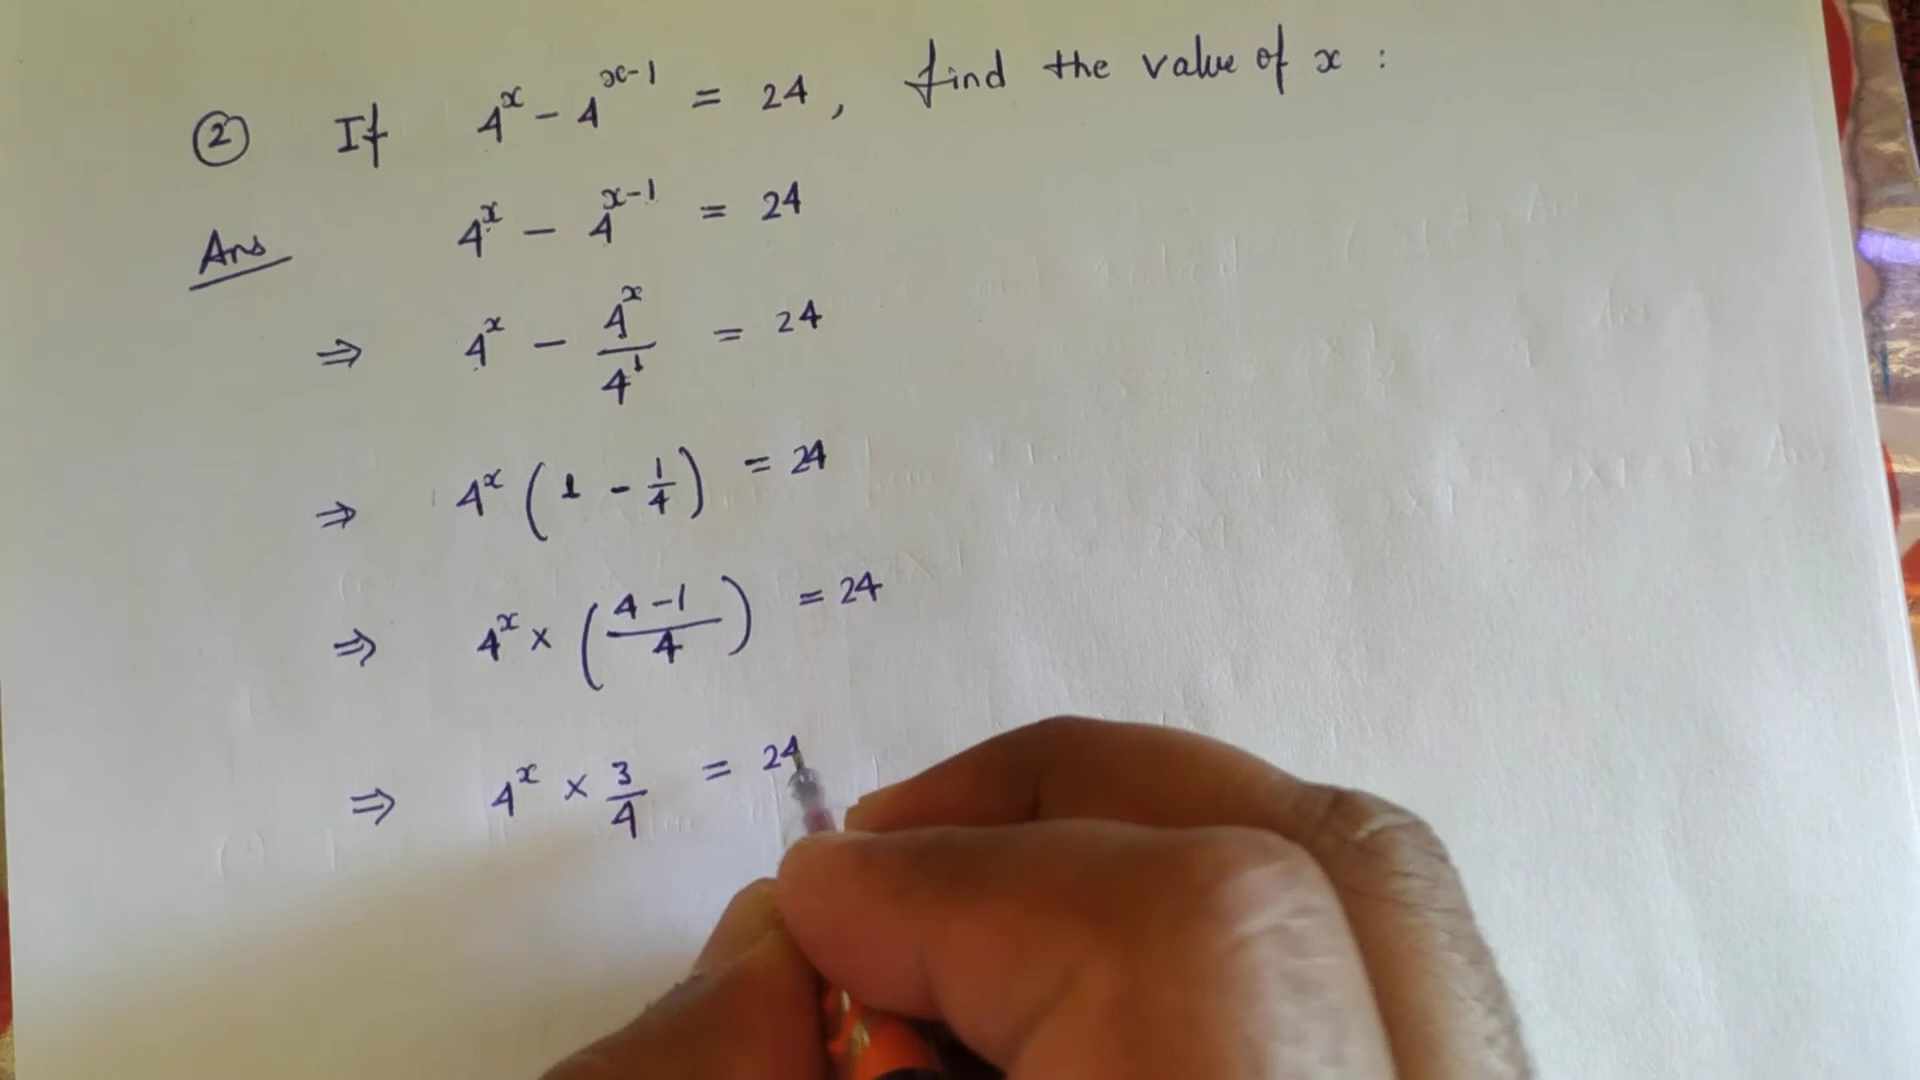 ② If 4^x - 4^(x-1) = 24, find the value of x :
Ans 4^x - 4^(x-1) = 24
⇒ 4^x - 4^x/4^1 = 24
⇒ 4^x (1 - 1/4) = 24
⇒ 4^x × ((4-1)/4) = 24
⇒ 4^x × 3/4 = 24